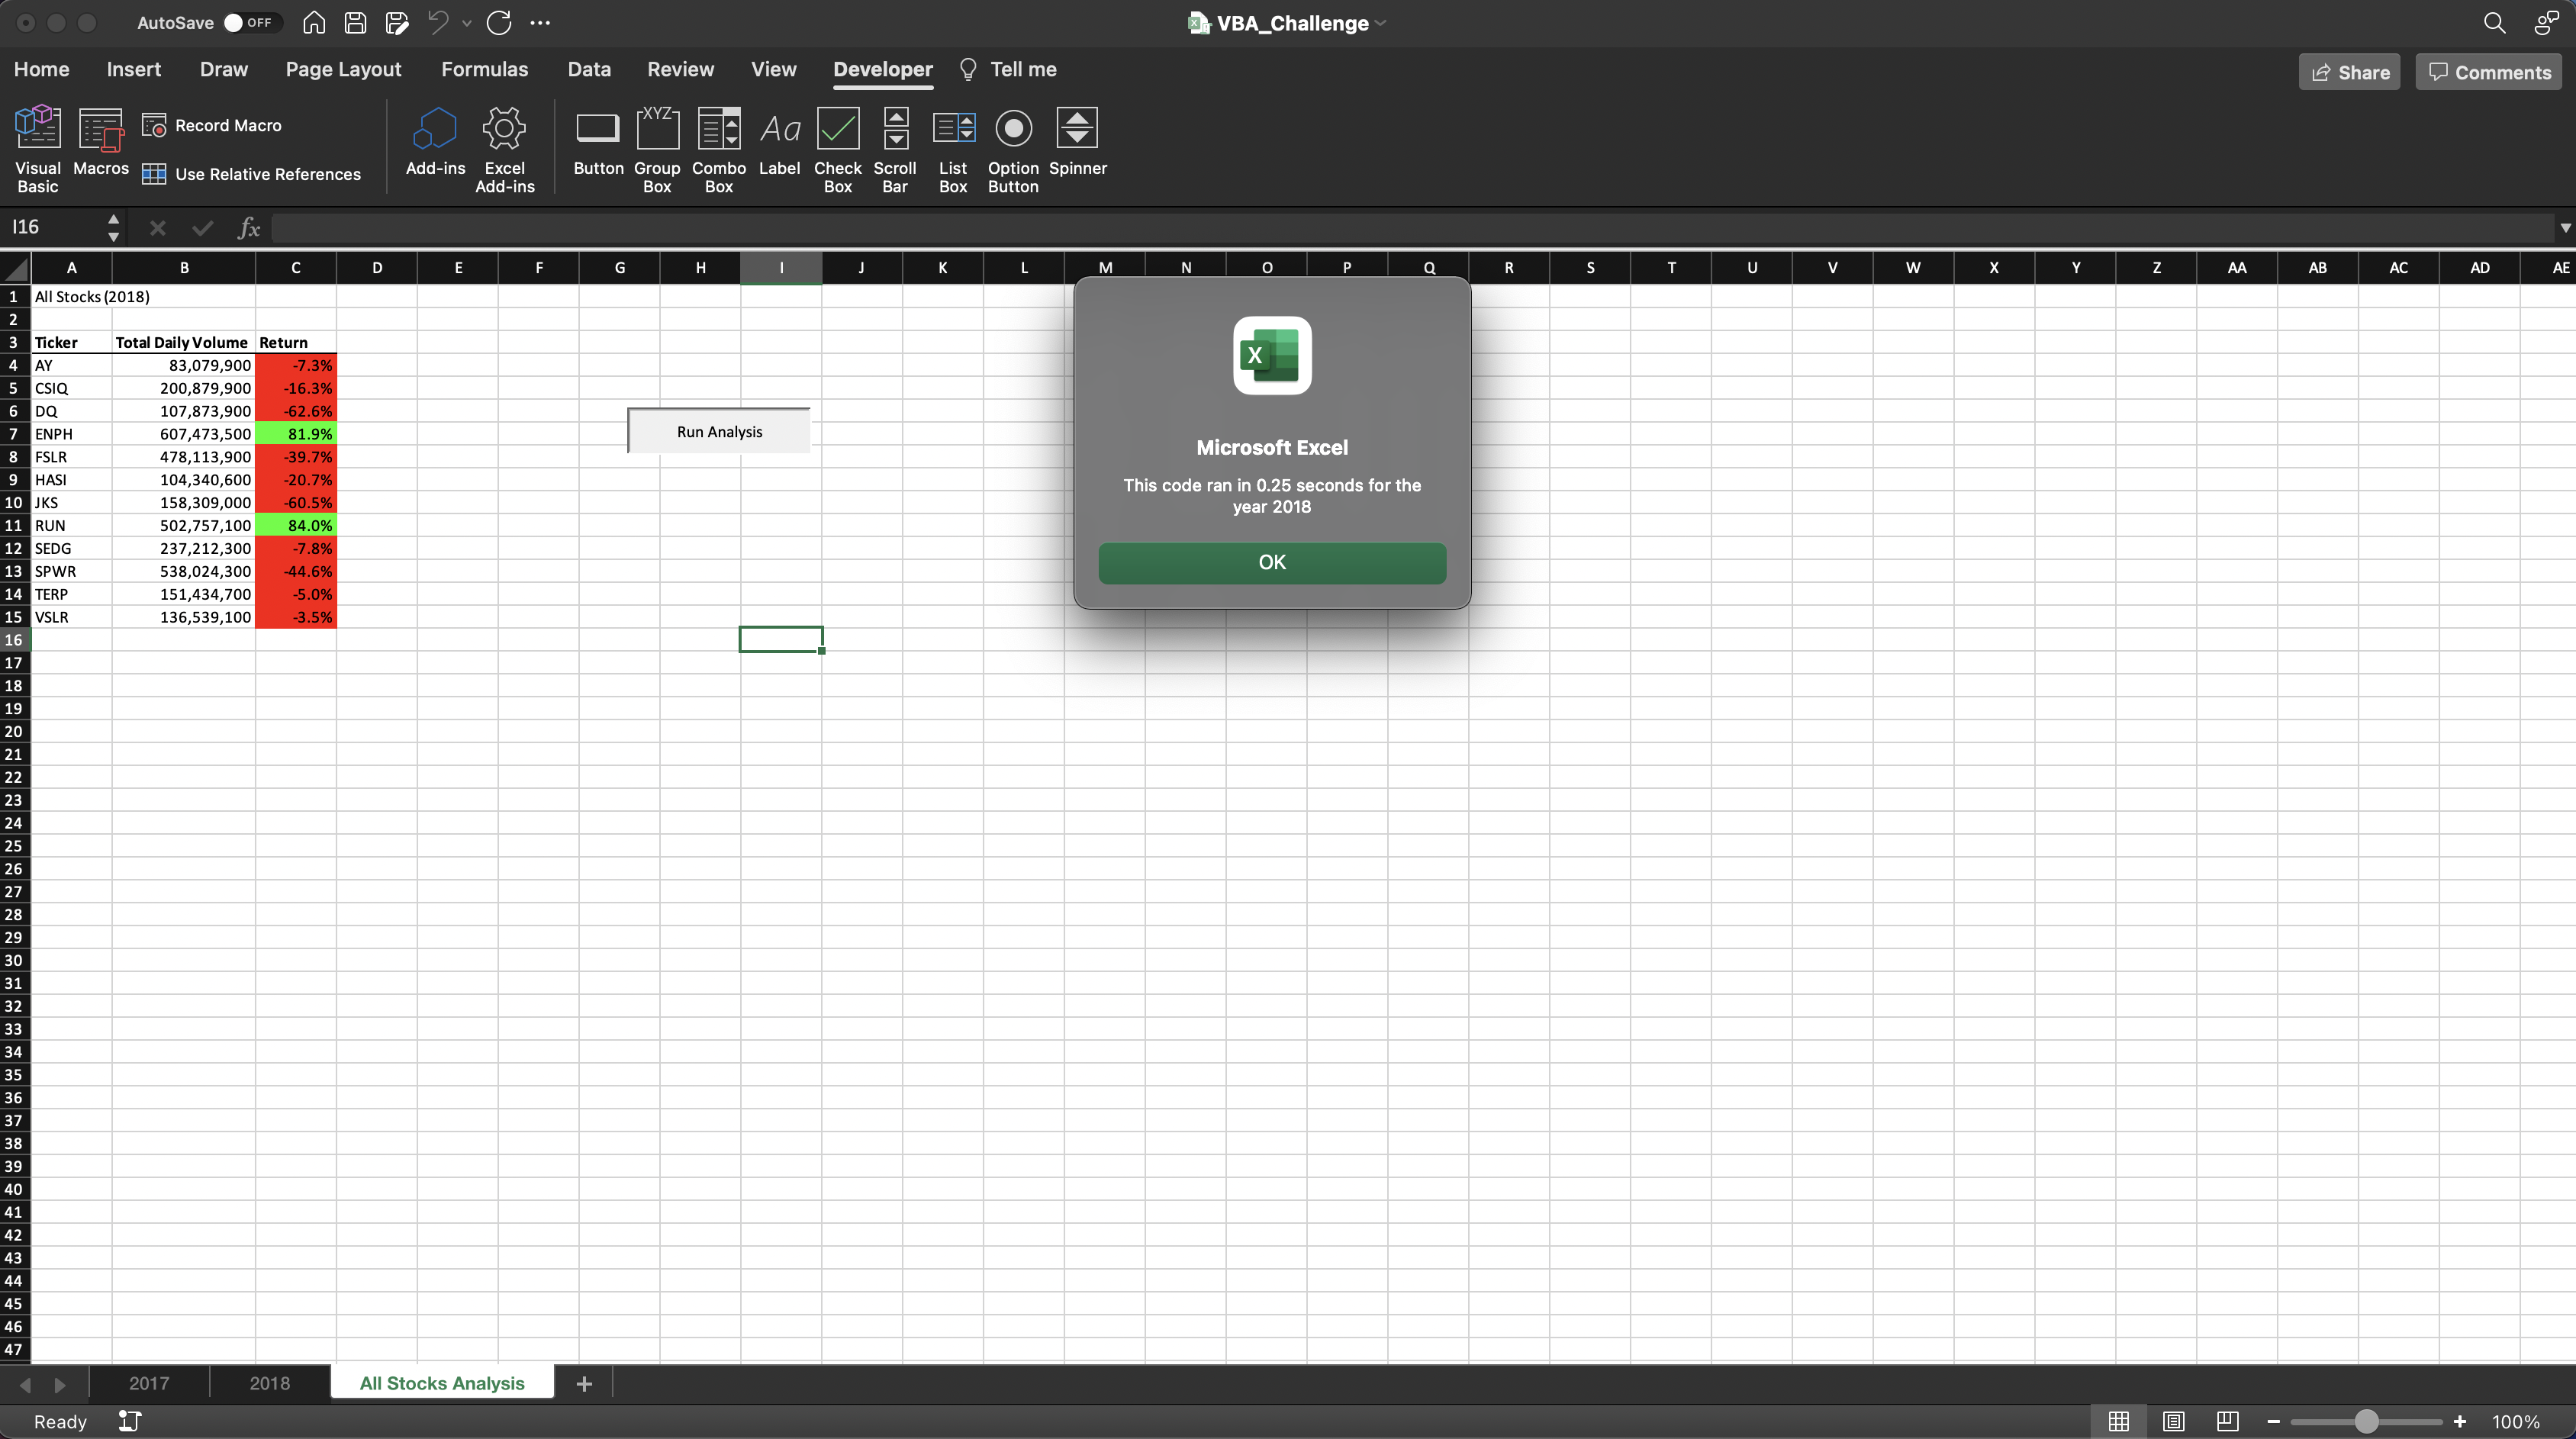 AutoSave OFF VBA_Challenge
Home Insert Draw Page Layout Formulas Data Review View Developer Tell me Share Comments
XYZ Aa
Record Macro
Visual Basic Macros Use Relative References Add-ins Excel Add-ins Button Group Box Combo Box Label Check Box Scroll Bar List Box Option Button Spinner
I16 fx
A B C D E F G H I J K L M N O P Q R S T U V W X Y Z AA AB AC AD AE
1 All Stocks (2018)
2
3 Ticker Total Daily Volume Return
4 AY 83,079,900 -7.3%
5 CSIQ 200,879,900 -16.3%
6 DQ 107,873,900 -62.6%
7 ENPH 607,473,500 81.9%
8 FSLR 478,113,900 -39.7%
9 HASI 104,340,600 -20.7%
10 JKS 158,309,000 -60.5%
11 RUN 502,757,100 84.0%
12 SEDG 237,212,300 -7.8%
13 SPWR 538,024,300 -44.6%
14 TERP 151,434,700 -5.0%
15 VSLR 136,539,100 -3.5%
Run Analysis
X
Microsoft Excel
This code ran in 0.25 seconds for the
year 2018
OK
16
17
18
19
20
21
22
23
24
25
26
27
28
29
30
31
32
33
34
35
36
37
38
39
40
41
42
43
44
45
46
47
2017 2018 All Stocks Analysis +
Ready 100%